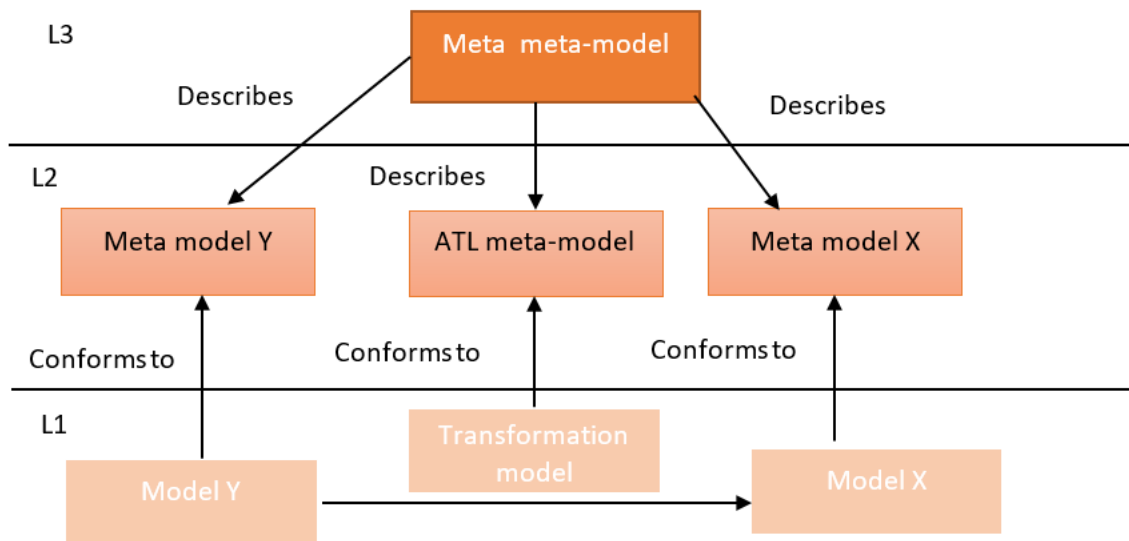 L3
Meta meta-model
Describes
Describes
L2
Describes
Meta model Y
ATL meta-model
Meta model X
Conforms to
Conforms to
Conforms to
L1
Transformation
model
Model Y
Model X